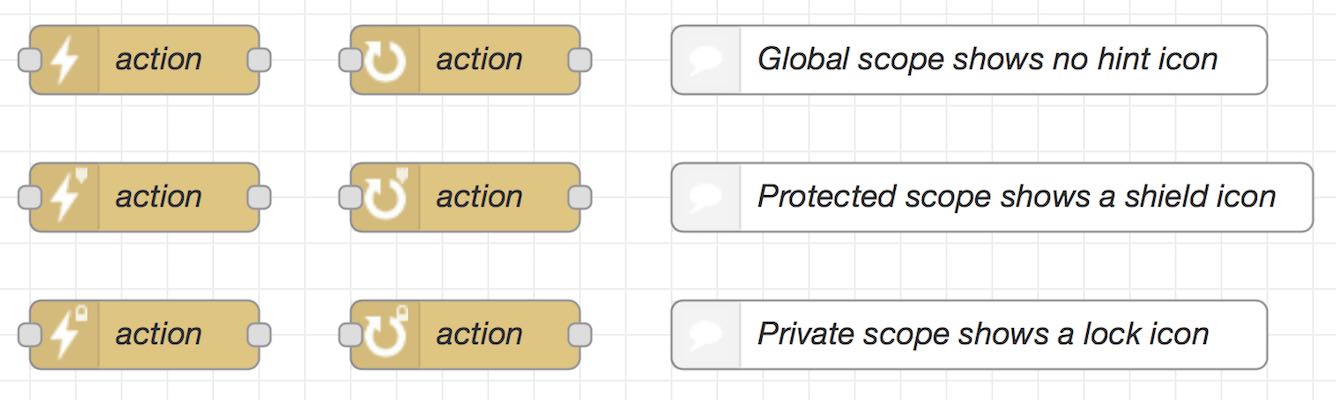 action action Global scope shows no hint icon
action action Protected scope shows a shield icon
action action Private scope shows a lock icon